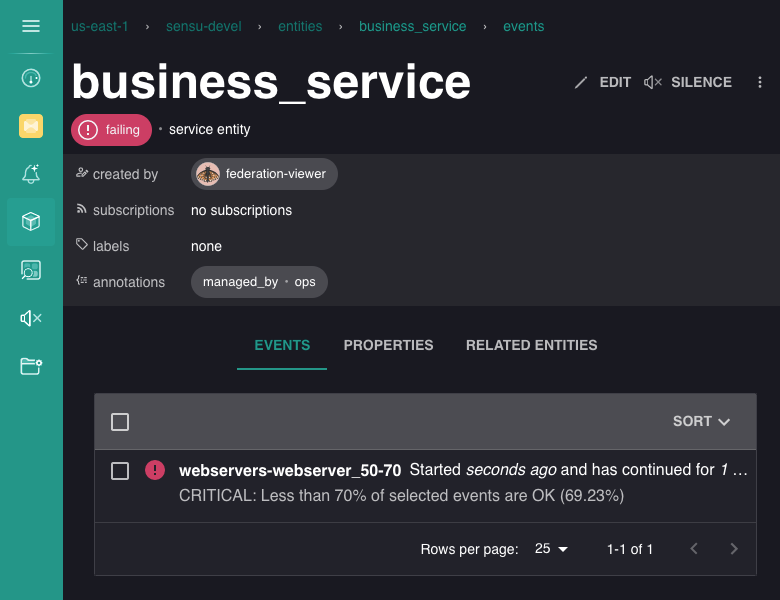 us-east-1 › sensu-devel › entities › business_service › events
business_service
EDIT SILENCE
failing • service entity
created by federation-viewer
subscriptions no subscriptions
labels none
annotations managed_by • ops
EVENTS PROPERTIES RELATED ENTITIES
SORT
webservers-webserver_50-70 Started seconds ago and has continued for 1 …
CRITICAL: Less than 70% of selected events are OK (69.23%)
Rows per page: 25 1-1 of 1